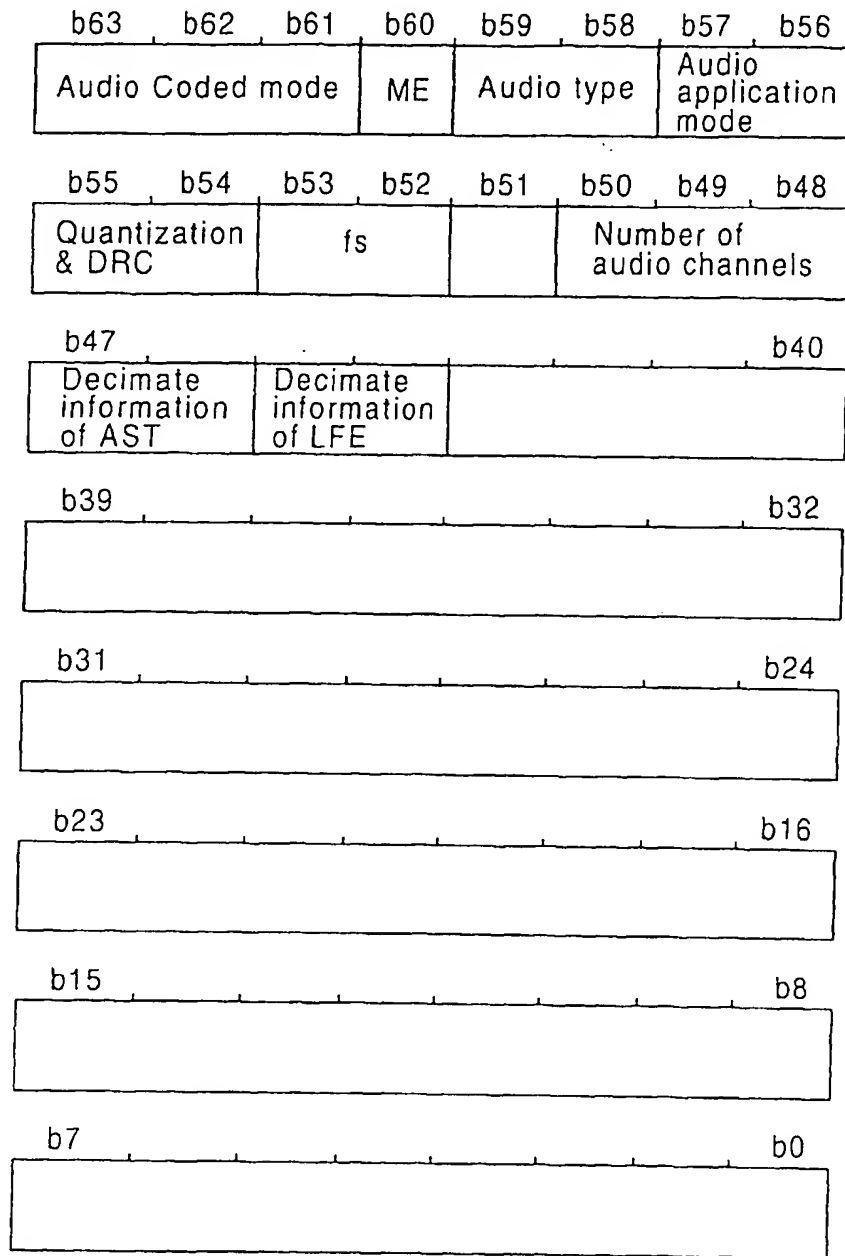 b63 b62 b61 b60 b59 b58 b57 b56
Audio Coded mode
ME
Audio type
Audio
application
mode
b55 b54 b53 b52 b51 b50 b49 b48
Quantization
& DRC
fs
Number of
audio channels
b47 b40
Decimate
information
of AST
Decimate
information
of LFE
b39 b32
b31 b24
b23 b16
b15 b8
b7 b0